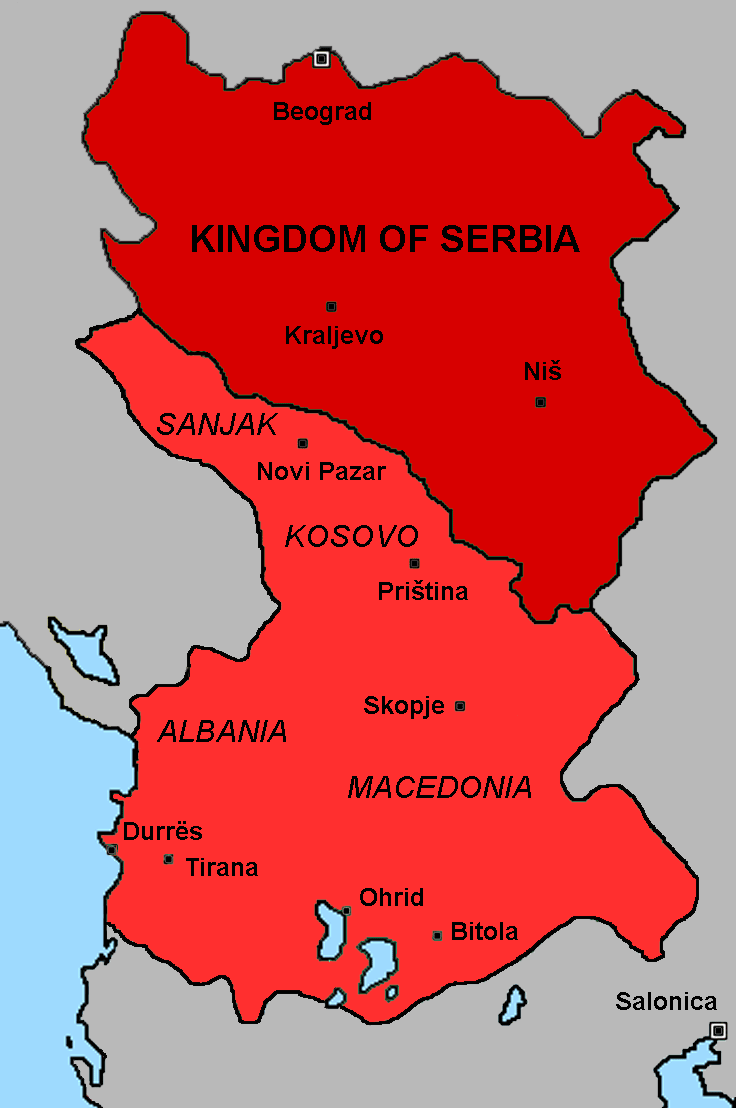 Beograd
KINGDOM OF SERBIA
Kraljevo
Niš
SANJAK
Novi Pazar
KOSOVO
Priština
Skopje
ALBANIA
MACEDONIA
Durrës
Tirana
Ohrid
Bitola
Salonica